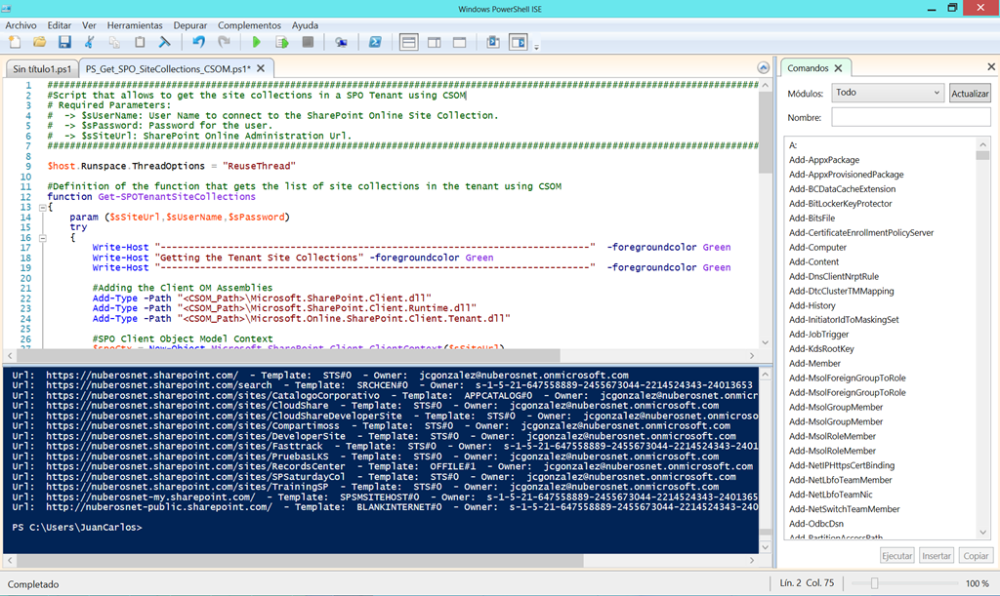 Windows PowerShell ISE
Archivo Editar Ver Herramientas Depurar Complementos Ayuda
Sin título1.ps1 PS_Get_SPO_SiteCollections_CSOM.ps1* X
1
2 #Script that allows to get the site collections in a SPO Tenant using CSOM
3 # Required Parameters:
4 # -> $sUserName: User Name to connect to the SharePoint Online Site Collection.
5 # -> $sPassword: Password for the user.
6 # -> $sSiteUrl: SharePoint Online Administration Url.
7
8
9 $host.Runspace.ThreadOptions = "ReuseThread"
10
11 #Definition of the function that gets the list of site collections in the tenant using CSOM
12 function Get-SPOTenantSiteCollections
13 {
14 param ($sSiteUrl,$sUserName,$sPassword)
15 try
16 {
17 Write-Host "----------------------------------------------------------------------------" -foregroundcolor Green
18 Write-Host "Getting the Tenant Site Collections" -foregroundcolor Green
19 Write-Host "----------------------------------------------------------------------------" -foregroundcolor Green
20
21 #Adding the Client OM Assemblies
22 Add-Type -Path "<CSOM_Path>\Microsoft.SharePoint.Client.dll"
23 Add-Type -Path "<CSOM_Path>\Microsoft.SharePoint.Client.Runtime.dll"
24 Add-Type -Path "<CSOM_Path>\Microsoft.Online.SharePoint.Client.Tenant.dll"
25
26 #SPO Client Object Model Context
27 $spoCtx = New-Object Microsoft.SharePoint.Client.ClientContext($sSiteUrl)
Url: https://nuberosnet.sharepoint.com/ - Template: STS#0 - Owner: jcgonzalez@nuberosnet.onmicrosoft.com
Url: https://nuberosnet.sharepoint.com/search - Template: SRCHCEN#0 - Owner: s-1-5-21-647558889-2455673044-2214524343-24013653
Url: https://nuberosnet.sharepoint.com/sites/CatalogoCorporativo - Template: APPCATALOG#0 - Owner: jcgonzalez@nuberosnet.onmicr
Url: https://nuberosnet.sharepoint.com/sites/CloudShare - Template: STS#0 - Owner: jcgonzalez@nuberosnet.onmicrosoft.com
Url: https://nuberosnet.sharepoint.com/sites/CloudShareDeveloperSite - Template: STS#0 - Owner: jcgonzalez@nuberosnet.onmicroso
Url: https://nuberosnet.sharepoint.com/sites/Compartimoss - Template: STS#0 - Owner: jcgonzalez@nuberosnet.onmicrosoft.com
Url: https://nuberosnet.sharepoint.com/sites/DeveloperSite - Template: STS#0 - Owner: jcgonzalez@nuberosnet.onmicrosoft.com
Url: https://nuberosnet.sharepoint.com/sites/Fasttrack - Template: STS#0 - Owner: s-1-5-21-647558889-2455673044-2214524343-2401
Url: https://nuberosnet.sharepoint.com/sites/PruebasLKS - Template: STS#0 - Owner: jcgonzalez@nuberosnet.onmicrosoft.com
Url: https://nuberosnet.sharepoint.com/sites/RecordsCenter - Template: OFFILE#1 - Owner: jcgonzalez@nuberosnet.onmicrosoft.com
Url: https://nuberosnet.sharepoint.com/sites/SPSaturdayCol - Template: STS#0 - Owner: jcgonzalez@nuberosnet.onmicrosoft.com
Url: https://nuberosnet.sharepoint.com/sites/TrainingSP - Template: STS#0 - Owner: jcgonzalez@nuberosnet.onmicrosoft.com
Url: https://nuberosnet-my.sharepoint.com/ - Template: SPSMSITEHOST#0 - Owner: s-1-5-21-647558889-2455673044-2214524343-2401365
Url: http://nuberosnet-public.sharepoint.com/ - Template: BLANKINTERNET#0 - Owner: s-1-5-21-647558889-2455673044-2214524343-240
PS C:\Users\JuanCarlos>
Comandos X
Módulos: Todo Actualizar
Nombre:
A:
Add-AppxPackage
Add-AppxProvisionedPackage
Add-BCDataCacheExtension
Add-BitLockerKeyProtector
Add-BitsFile
Add-CertificateEnrollmentPolicyServer
Add-Computer
Add-Content
Add-DnsClientNrptRule
Add-DtcClusterTMMapping
Add-History
Add-InitiatorIdToMaskingSet
Add-JobTrigger
Add-KdsRootKey
Add-Member
Add-MsolForeignGroupToRole
Add-MsolForeignGroupToRole
Add-MsolGroupMember
Add-MsolGroupMember
Add-MsolRoleMember
Add-MsolRoleMember
Add-NetIPHttpsCertBinding
Add-NetLbfoTeamMember
Add-NetLbfoTeamNic
Add-NetSwitchTeamMember
Add-OdbcDsn
Add-PartitionAccessPath
Ejecutar Insertar Copiar
Completado Lín. 2 Col. 75 100 %